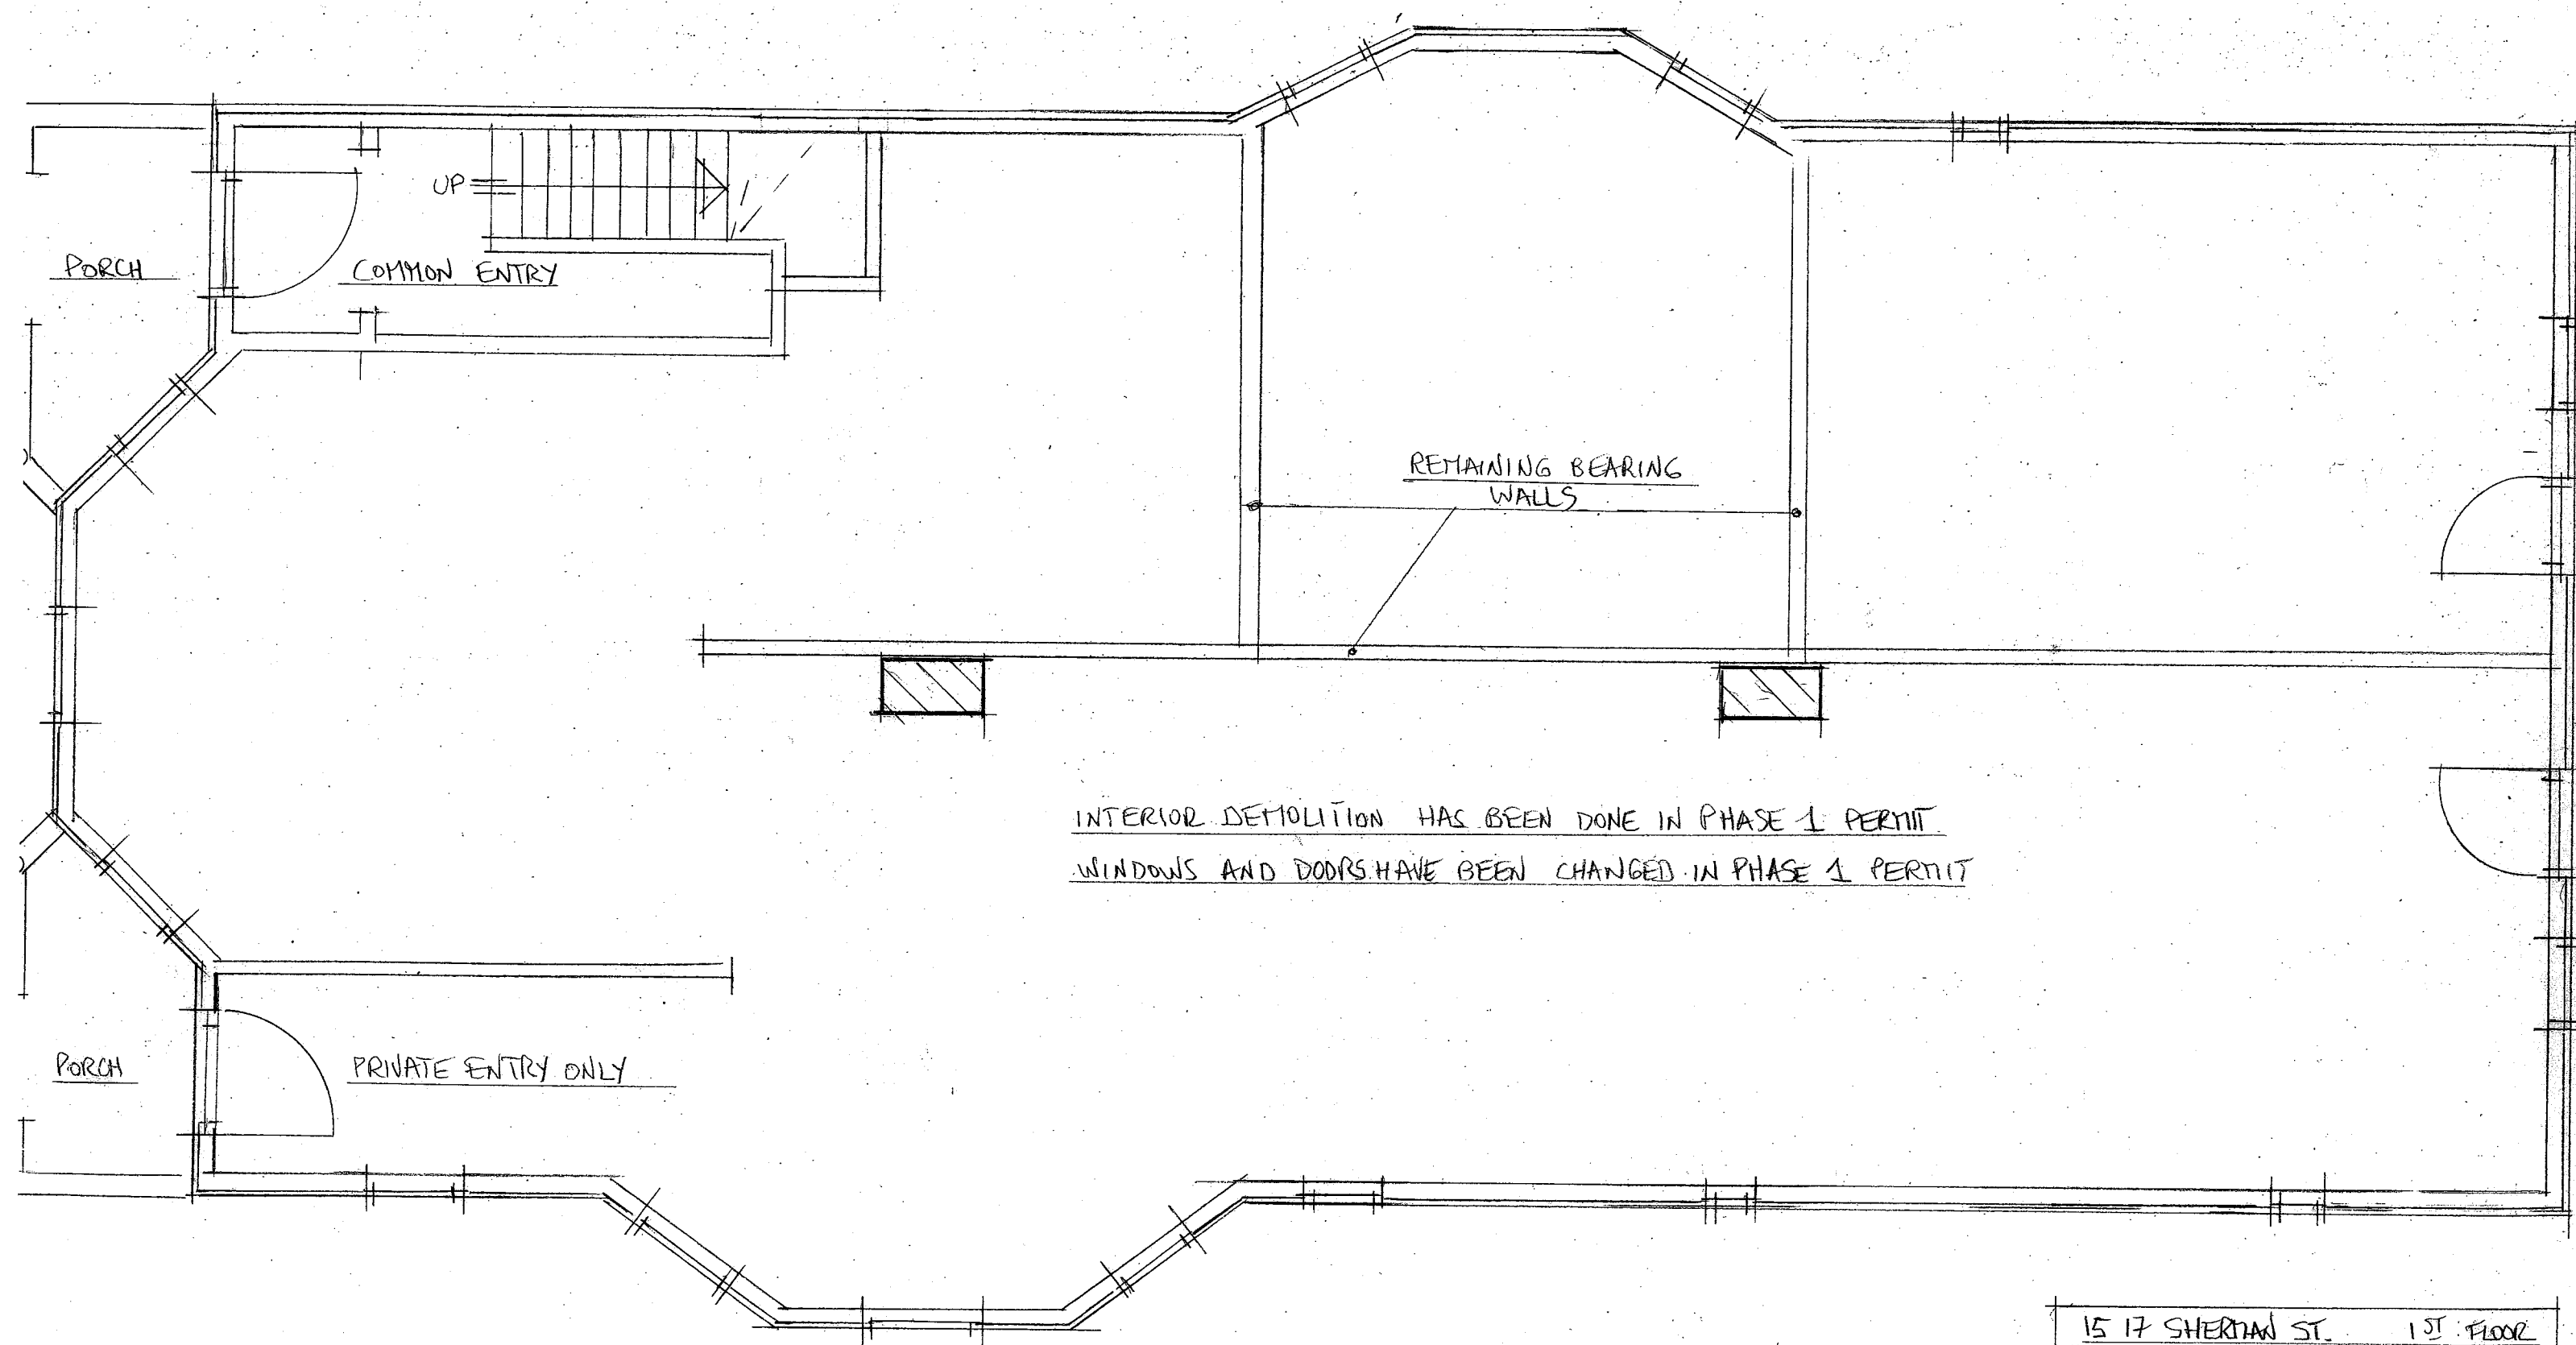 UP
PORCH
COMMON ENTRY
REMAINING BEARING
WALLS
INTERIOR DEMOLITION HAS BEEN DONE IN PHASE 1 PERMIT
WINDOWS AND DOORS HAVE BEEN CHANGED IN PHASE 1 PERMIT
PORCH
PRIVATE ENTRY ONLY
15 17 SHERMAN ST. 1ST FLOOR